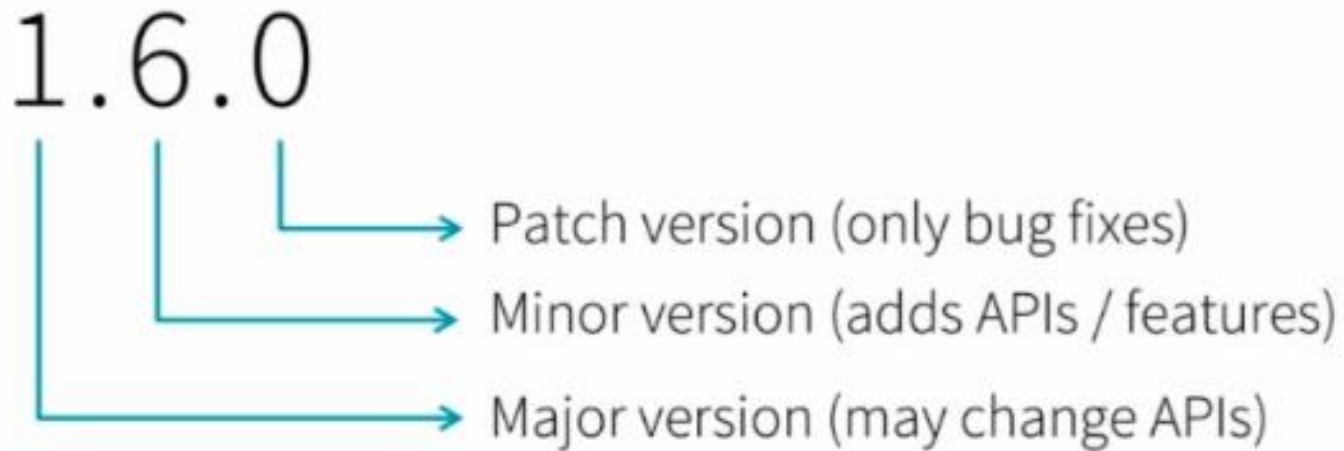 1.6.0
Patch version (only bug fixes)
Minor version (adds APIs / features)
Major version (may change APIs)